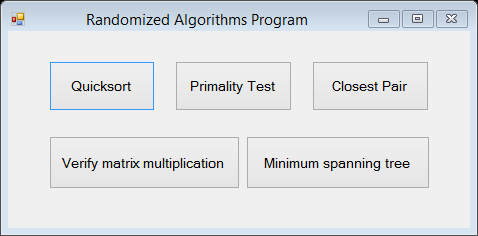 Randomized Algorithms Program
Quicksort Primality Test Closest Pair
Verify matrix multiplication Minimum spanning tree